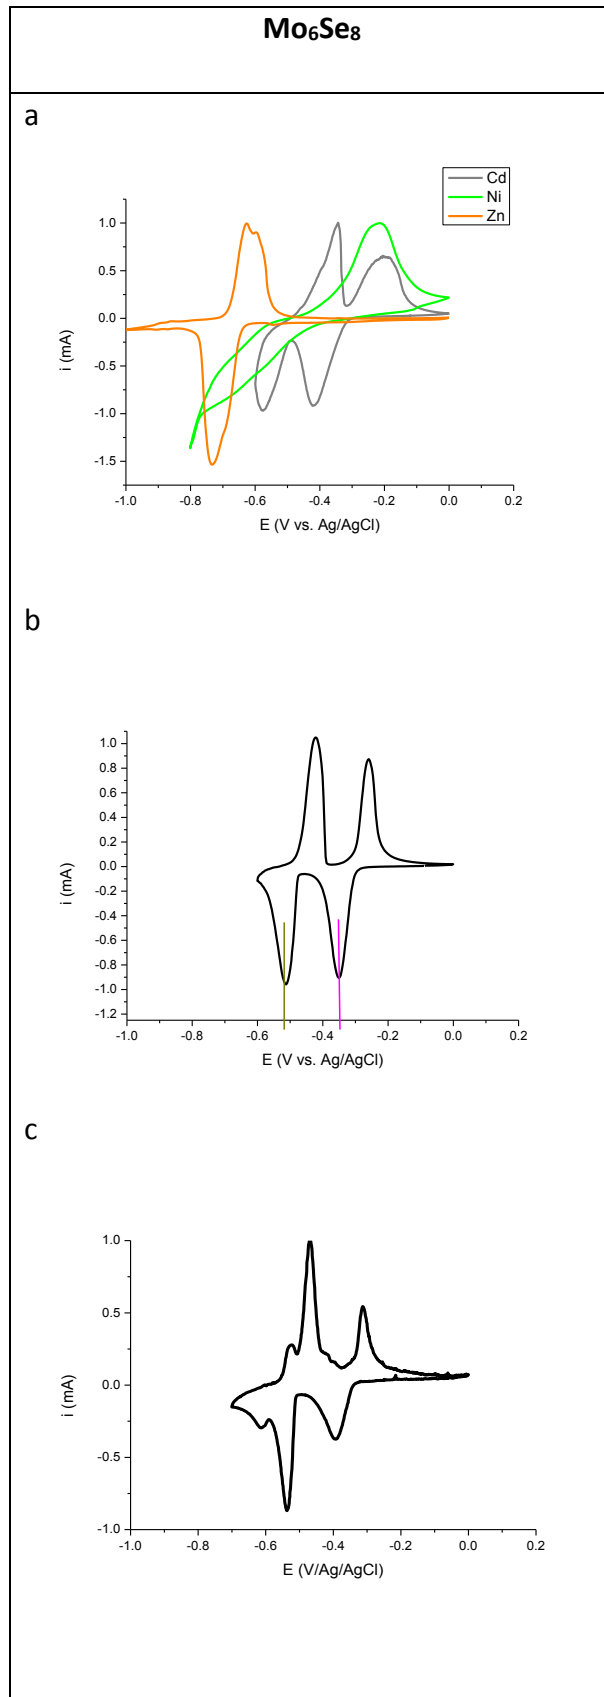 Mo₆Se₈
a
Cd
Ni
Zn
1.0
0.5
0.0
-0.5
-1.0
-1.5
i (mA)
-1.0 -0.8 -0.6 -0.4 -0.2 0.0 0.2
E (V vs. Ag/AgCl)
b
1.0
0.8
0.6
0.4
0.2
0.0
-0.2
-0.4
-0.6
-0.8
-1.0
-1.2
i (mA)
-1.0 -0.8 -0.6 -0.4 -0.2 0.0 0.2
E (V vs. Ag/AgCl)
c
1.0
0.5
0.0
-0.5
-1.0
i (mA)
-1.0 -0.8 -0.6 -0.4 -0.2 0.0 0.2
E (V/Ag/AgCl)